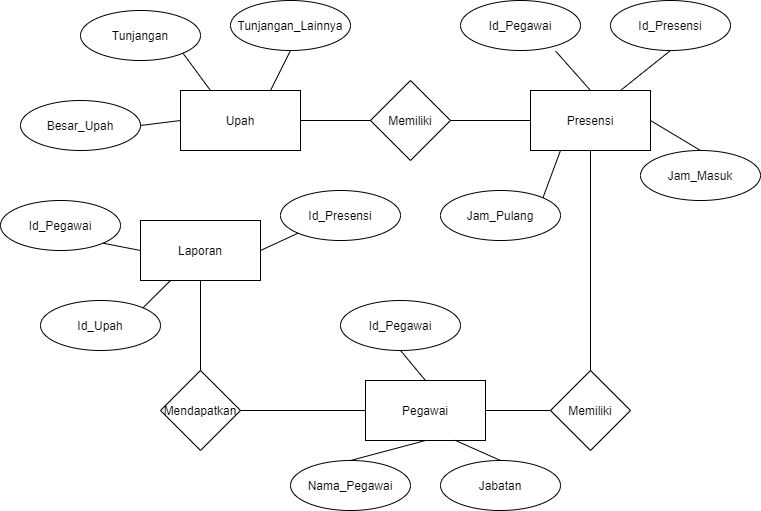 Tunjangan_Lainnya
Id_Pegawai
Id_Presensi
Tunjangan
Besar_Upah
Upah
Memiliki
Presensi
Jam_Masuk
Id_Pegawai
Id_Presensi
Jam_Pulang
Laporan
Id_Upah
Id_Pegawai
Mendapatkan
Pegawai
Memiliki
Nama_Pegawai
Jabatan